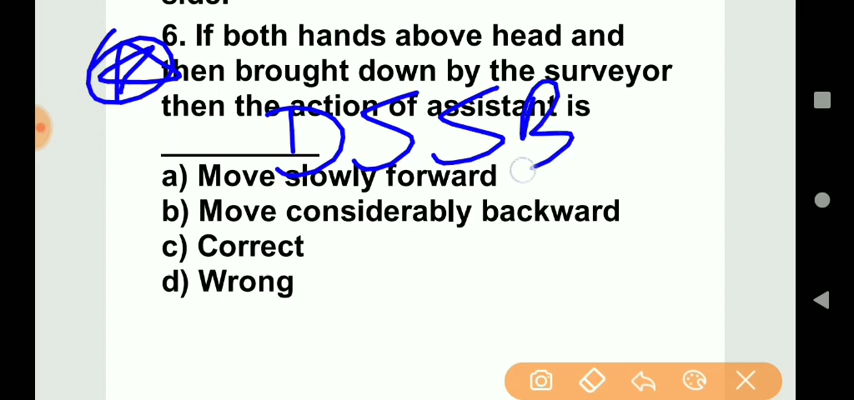 side.
6. If both hands above head and
then brought down by the surveyor
then the action of assistant is
DSSB
a) Move slowly forward
b) Move considerably backward
c) Correct
d) Wrong